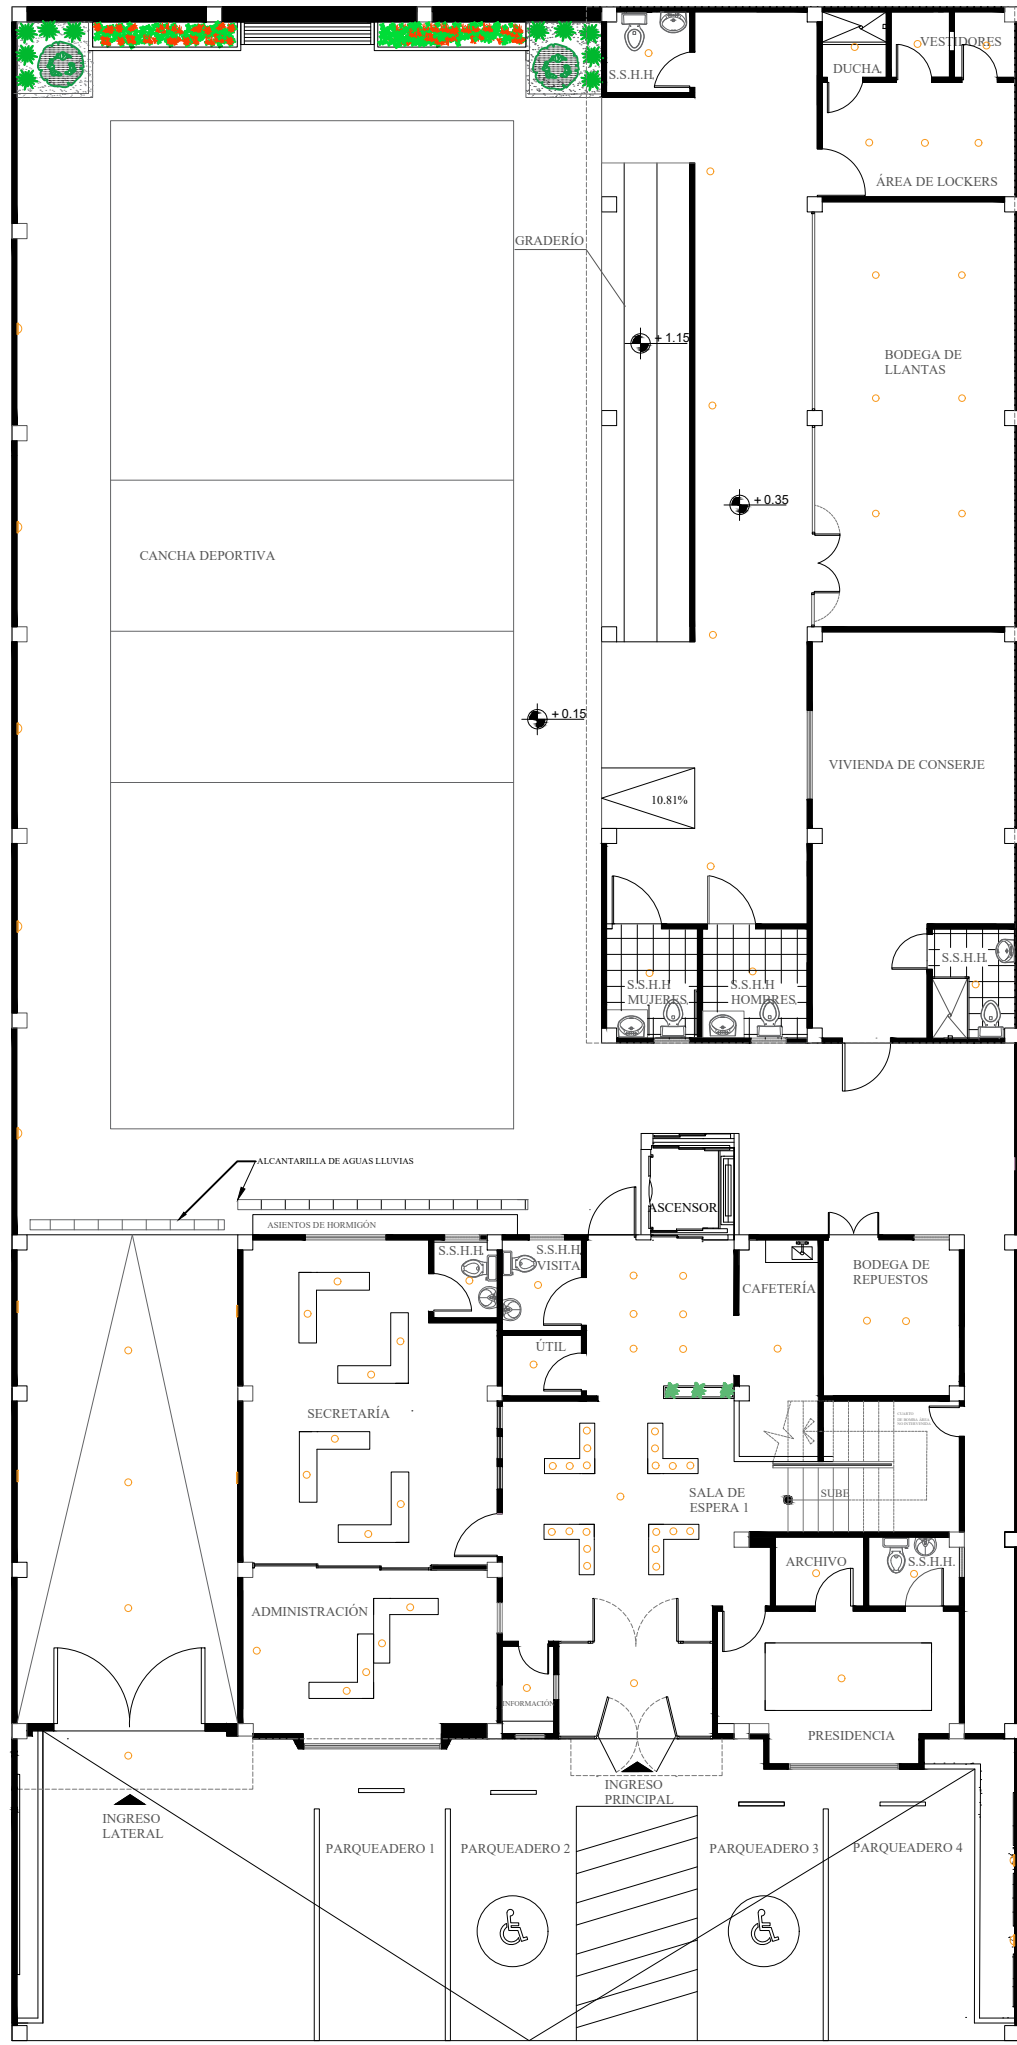 VESTIDORES
DUCHA.
S.S.H.H.
ÁREA DE LOCKERS
GRADERÍO
+ 1.15
BODEGA DE
LLANTAS
+ 0.35
CANCHA DEPORTIVA
+ 0.15
VIVIENDA DE CONSERJE
10.81%
S.S.H.H.
S.S.H.H
MUJERES
S.S.H.H
HOMBRES
ALCANTARILLA DE AGUAS LLUVIAS
ASCENSOR
ASIENTOS DE HORMIGÓN
S.S.H.H.
S.S.H.H.
VISITA
BODEGA DE
REPUESTOS
CAFETERÍA
ÚTIL
SECRETARÍA
SALA DE
ESPERA 1
SUBE
ARCHIVO
S.S.H.H.
ADMINISTRACIÓN
INFORMACIÓN
PRESIDENCIA
INGRESO
PRINCIPAL
INGRESO
LATERAL
PARQUEADERO 1
PARQUEADERO 2
PARQUEADERO 3
PARQUEADERO 4